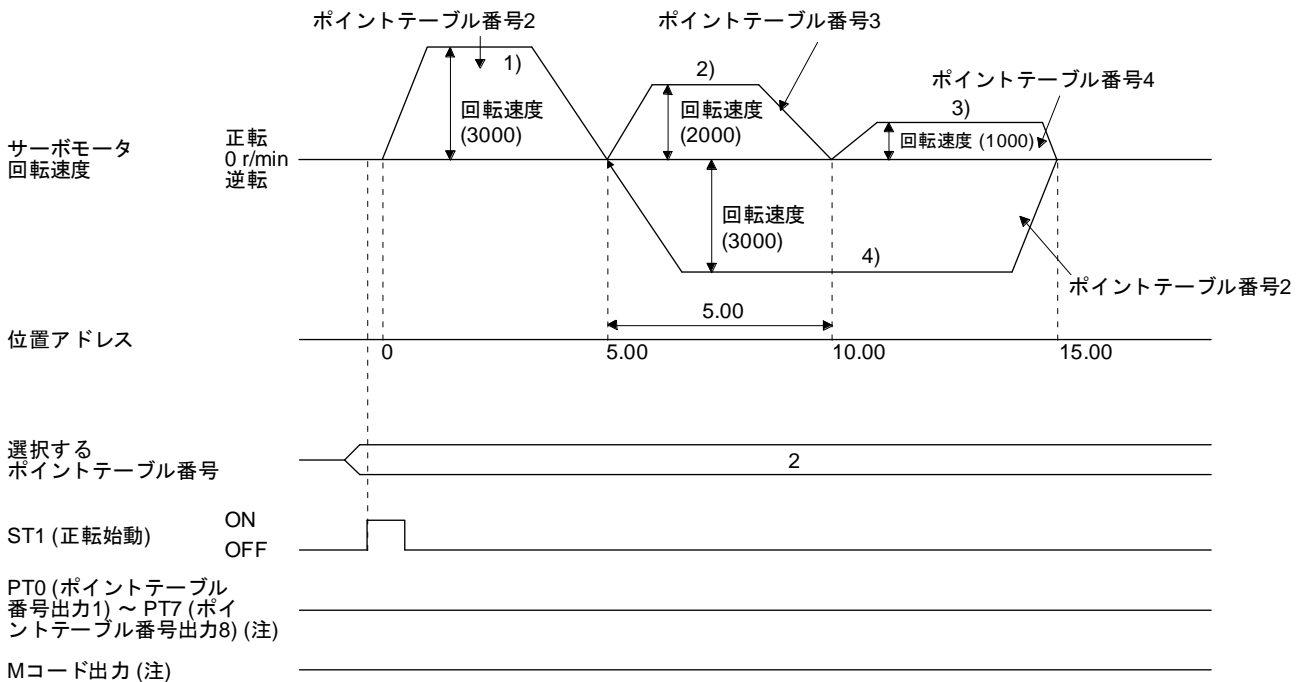 ポイントテーブル番号2
ポイントテーブル番号3
1)
2)
ポイントテーブル番号4
3)
回転速度
(3000)
回転速度
(2000)
回転速度 (1000)
サーボモータ
回転速度
正転
0 r/min
逆転
回転速度
(3000)
4)
ポイントテーブル番号2
5.00
位置アドレス
0
5.00
10.00
15.00
選択する
ポイントテーブル番号
2
ST1 (正転始動)
ON
OFF
PT0 (ポイントテーブル
番号出力1) ～ PT7 (ポイ
ントテーブル番号出力8) (注)
Mコード出力 (注)